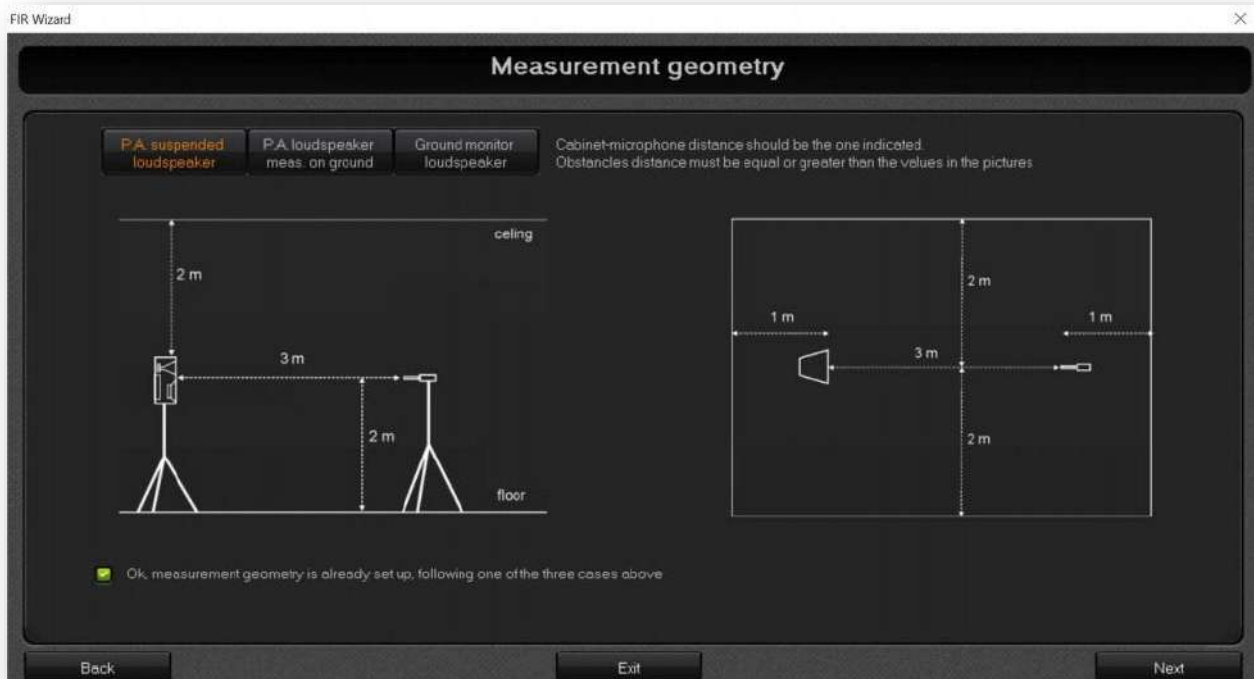 FIR Wizard
Measurement geometry
P.A. suspended
loudspeaker
P.A. loudspeaker
meas. on ground
Ground monitor
loudspeaker
Cabinet-microphone distance should be the one indicated.
Obstacles distance must be equal or greater than the values in the pictures
celing
2 m
3 m
2 m
floor
2 m
1 m
1 m
3 m
2 m
Ok, measurement geometry is already set up, following one of the three cases above
Back
Exit
Next